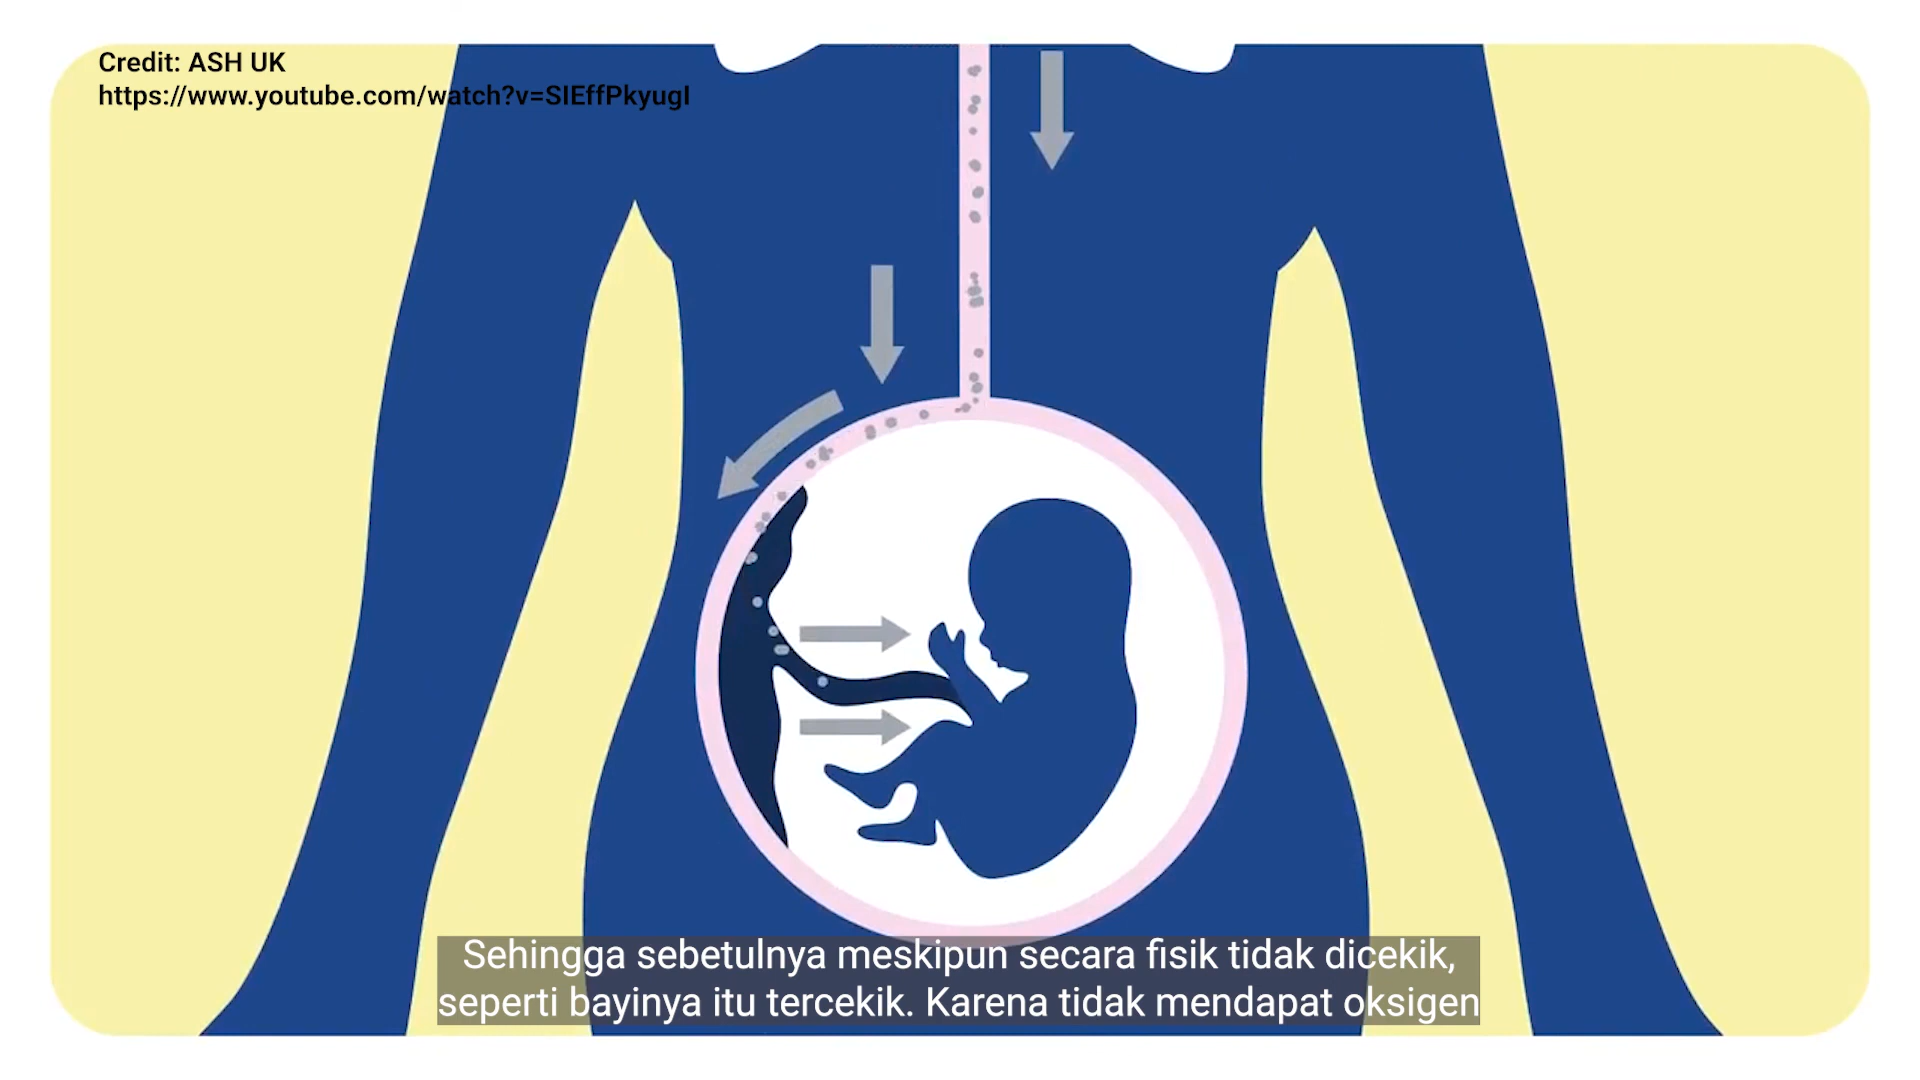 Credit: ASH UK
https://www.youtube.com/watch?v=SIEffPkyugI
Sehingga sebetulnya meskipun secara fisik tidak dicekik,
seperti bayinya itu tercekik. Karena tidak mendapat oksigen